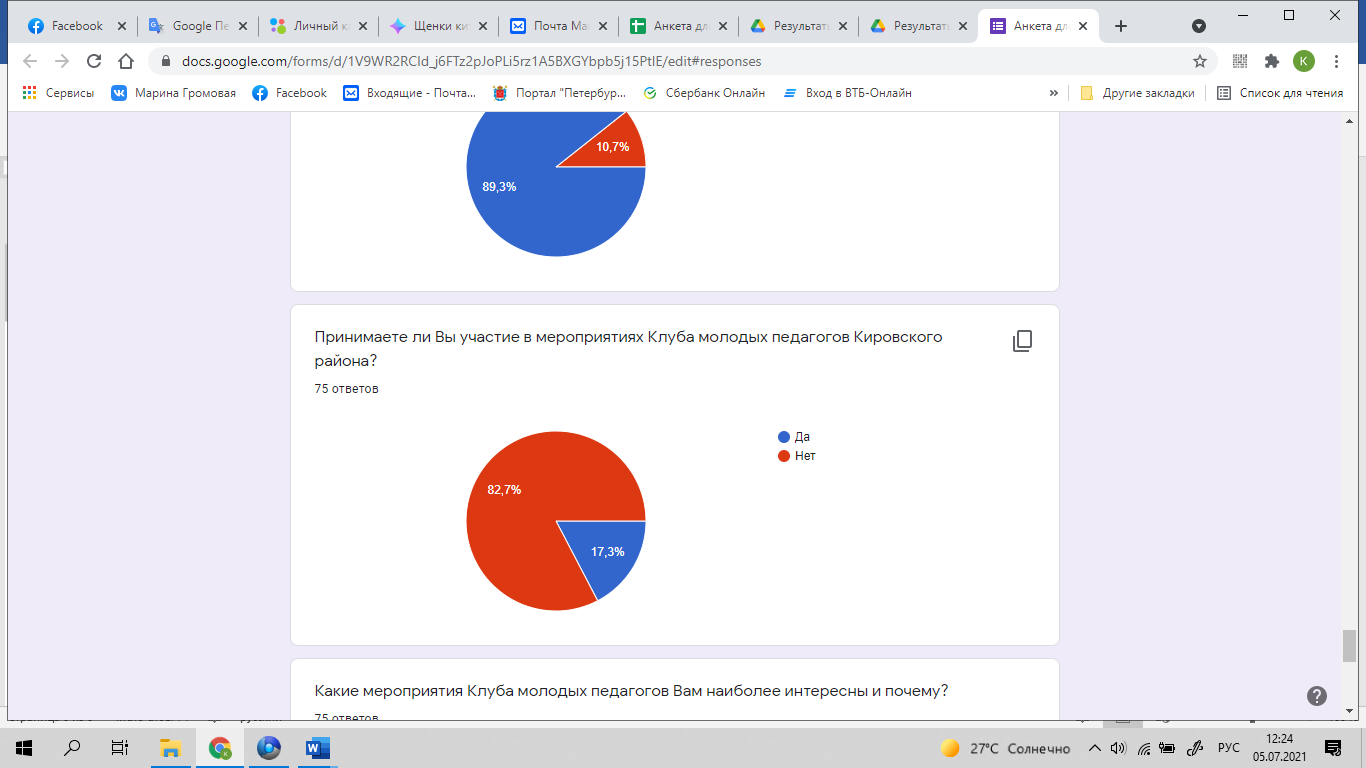 Facebook
Google Пе
Личный к
Щенки ки
Почта Ма
Анкета дл
Результат
Результат
Анкета дл
docs.google.com/forms/d/1V9WR2RCId_j6FTz2pJoPLi5rz1A5BXGYbpb5j15PtIE/edit#responses
K
Сервисы
Марина Громовая
Facebook
Входящие - Почта...
Портал "Петербур...
Сбербанк Онлайн
Вход в ВТБ-Онлайн
»
Другие закладки
Список для чтения
10,7%
89,3%
Принимаете ли Вы участие в мероприятиях Клуба молодых педагогов Кировского
района?
75 ответов
Да
Нет
82,7%
17,3%
Какие мероприятия Клуба молодых педагогов Вам наиболее интересны и почему?
75 ответов
27°C Солнечно
РУС
12:24
05.07.2021